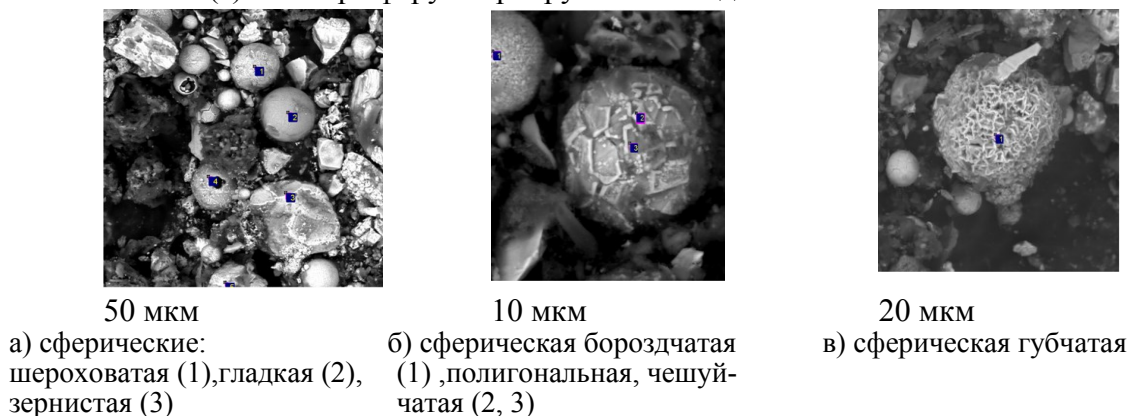 50 мкм
10 мкм
20 мкм
а) сферические:
шероховатая (1),гладкая (2),
зернистая (3)
б) сферическая бороздчатая
(1) ,полигональная, чешуй-
чатая (2, 3)
в) сферическая губчатая